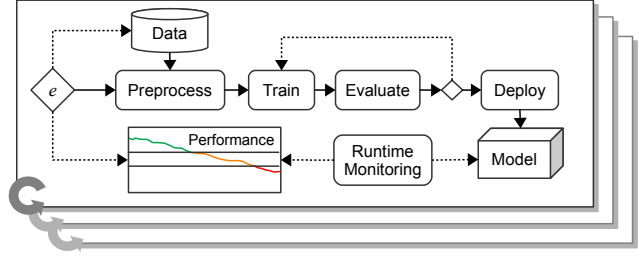 Data
e
Preprocess
Train
Evaluate
Deploy
Performance
Runtime
Monitoring
Model